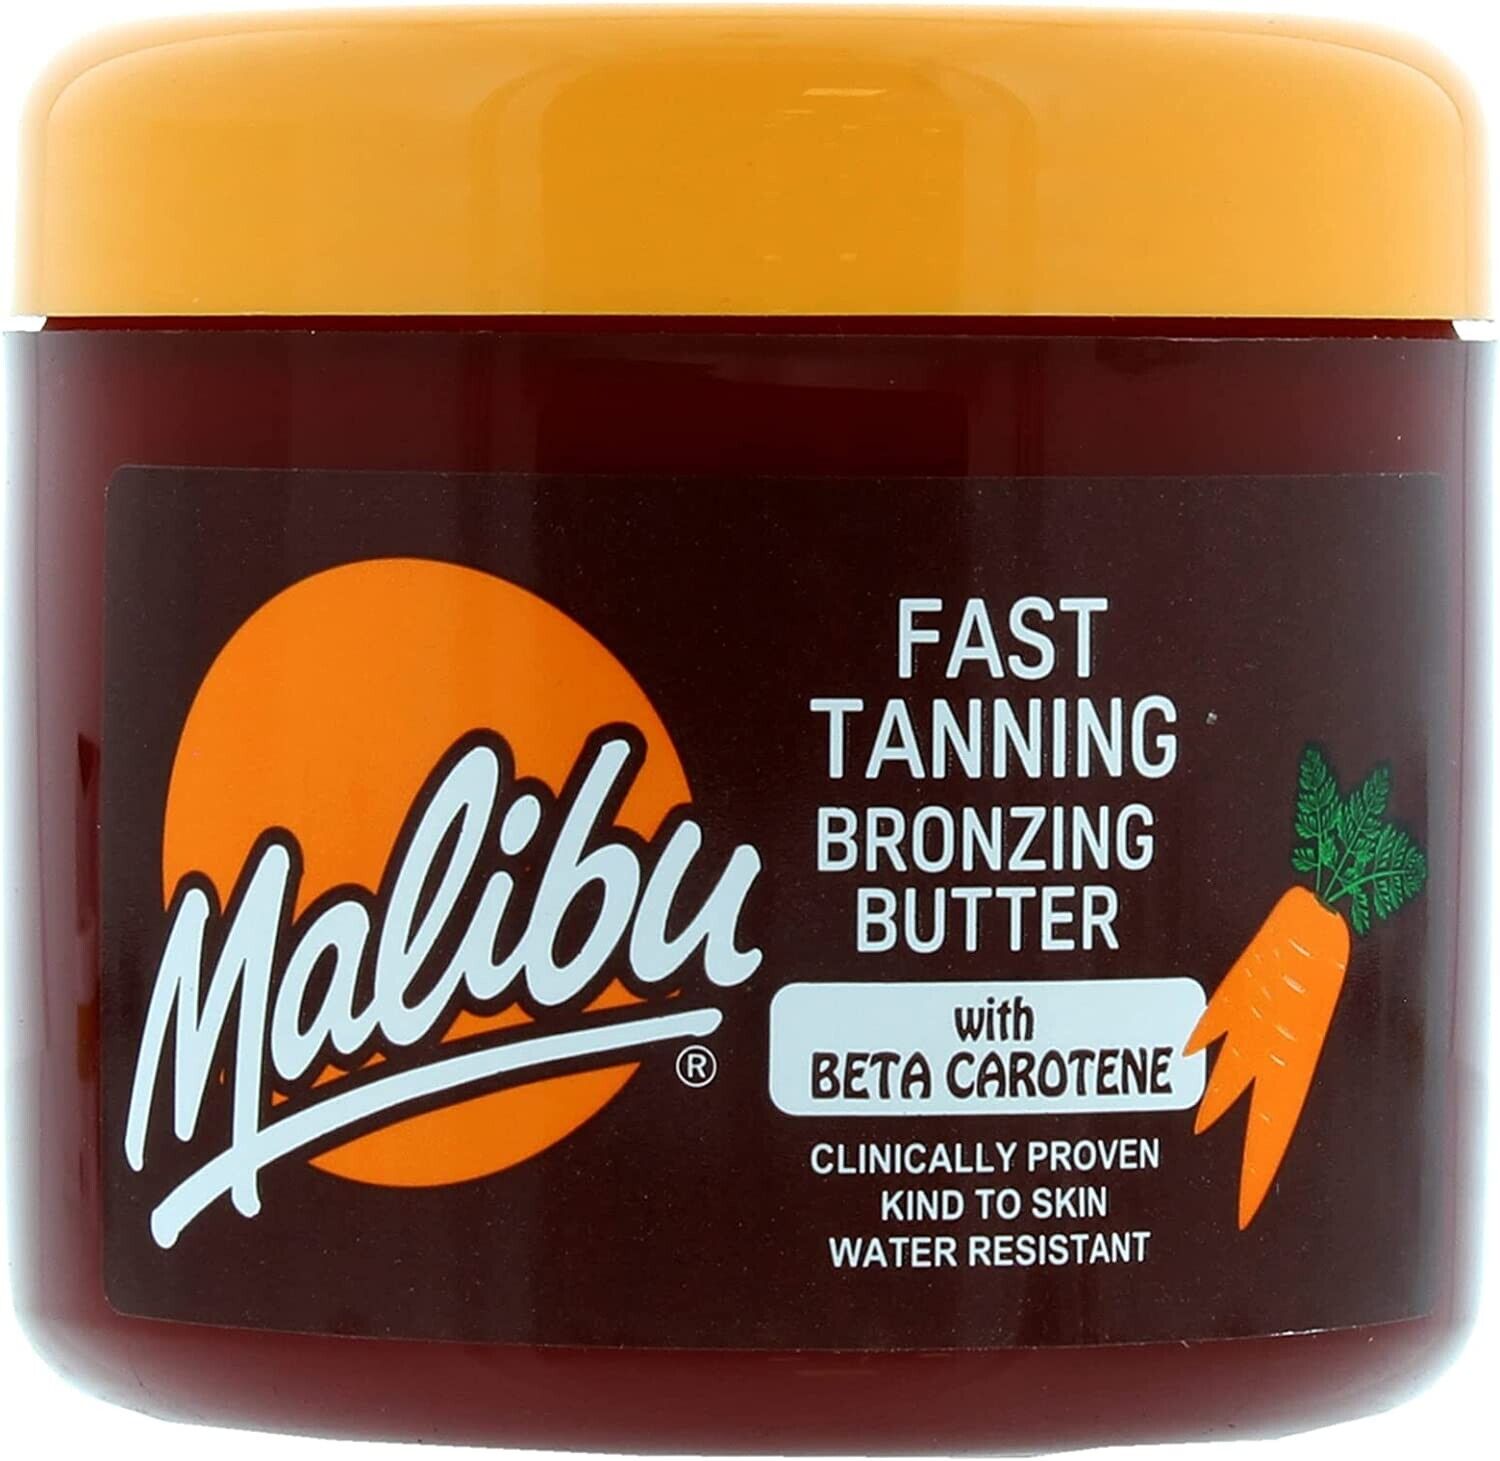 Malibu®
FAST
TANNING
BRONZING
BUTTER
with
BETA CAROTENE
CLINICALLY PROVEN
KIND TO SKIN
WATER RESISTANT